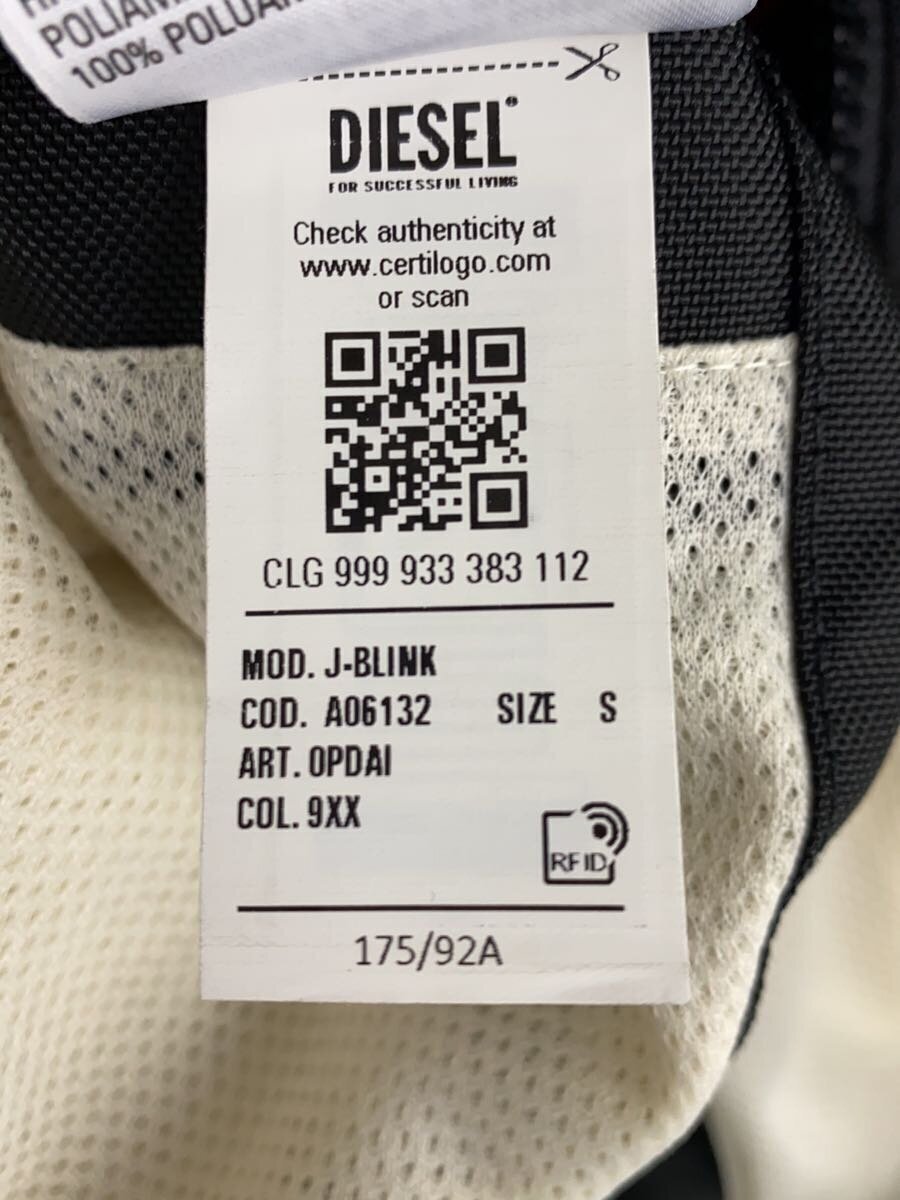 100% POLIAM
DIESEL
FOR SUCCESSFUL LIVING
Check authenticity at
www.certilogo.com
or scan
CLG 999 933 383 112
MOD. J-BLINK
COD. A06132 SIZE S
ART. 0PDAI
COL. 9XX
RFID
175/92A